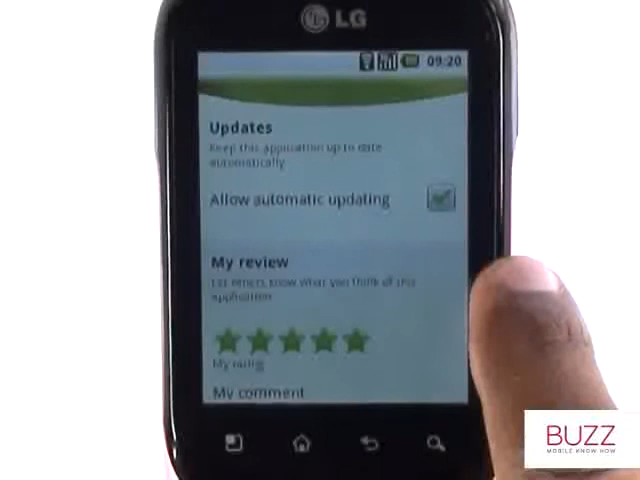 LG
09:20
Updates
Keep this application up to date
automatically
Allow automatic updating
My review
Let others know what you think of this
application
My rating
My comment
BUZZ
MOBILE KNOW HOW